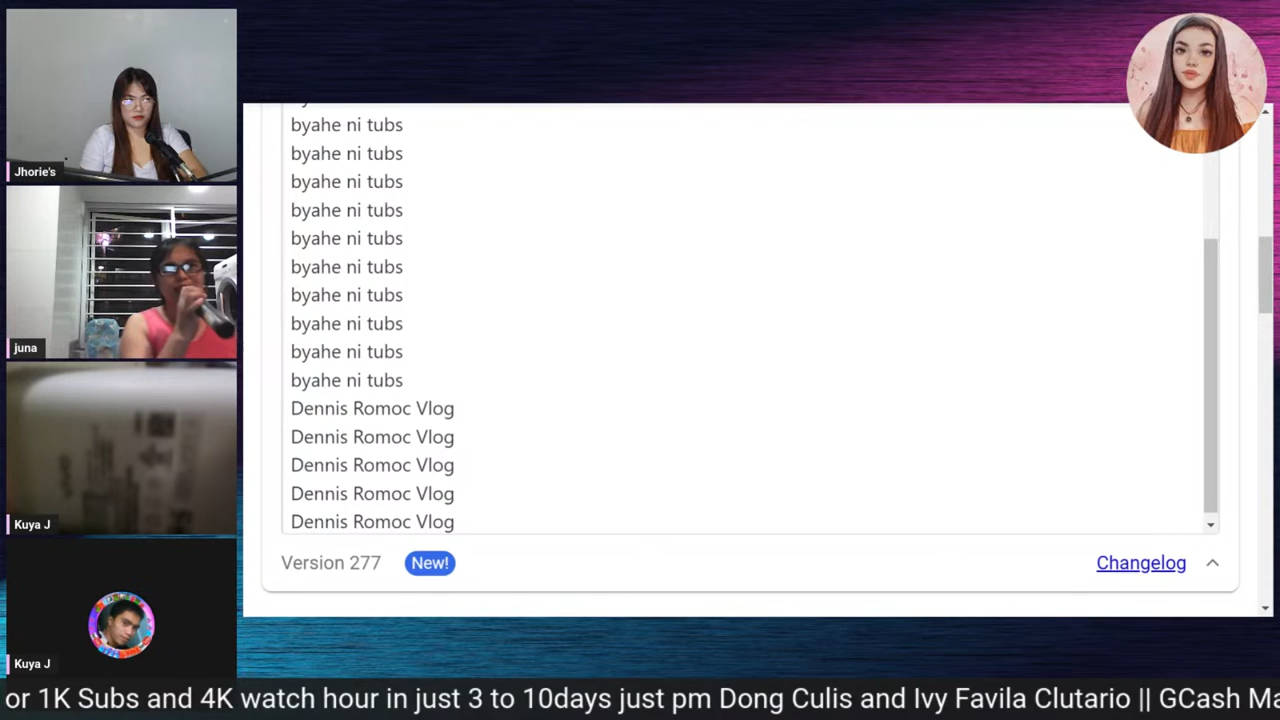 Jhorie's
juna
Kuya J
Kuya J
byahe ni tubs
byahe ni tubs
byahe ni tubs
byahe ni tubs
byahe ni tubs
byahe ni tubs
byahe ni tubs
byahe ni tubs
byahe ni tubs
byahe ni tubs
Dennis Romoc Vlog
Dennis Romoc Vlog
Dennis Romoc Vlog
Dennis Romoc Vlog
Dennis Romoc Vlog
Version 277 New! Changelog
or 1K Subs and 4K watch hour in just 3 to 10days just pm Dong Culis and Ivy Favila Clutario || GCash Ma